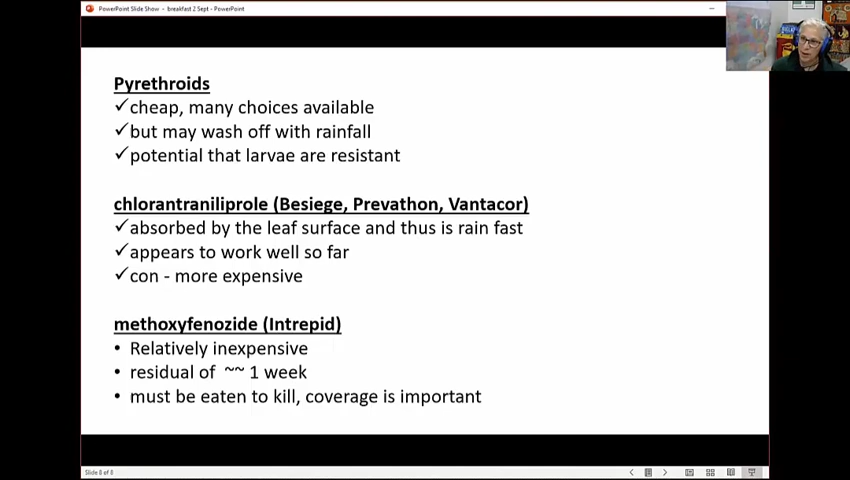 PowerPoint Slide Show - breakfast 2 Sept - PowerPoint
Pyrethroids
✓cheap, many choices available
✓but may wash off with rainfall
✓potential that larvae are resistant
chlorantraniliprole (Besiege, Prevathon, Vantacor)
✓absorbed by the leaf surface and thus is rain fast
✓appears to work well so far
✓con - more expensive
methoxyfenozide (Intrepid)
• Relatively inexpensive
• residual of ~~ 1 week
• must be eaten to kill, coverage is important
Slide 8 of 8